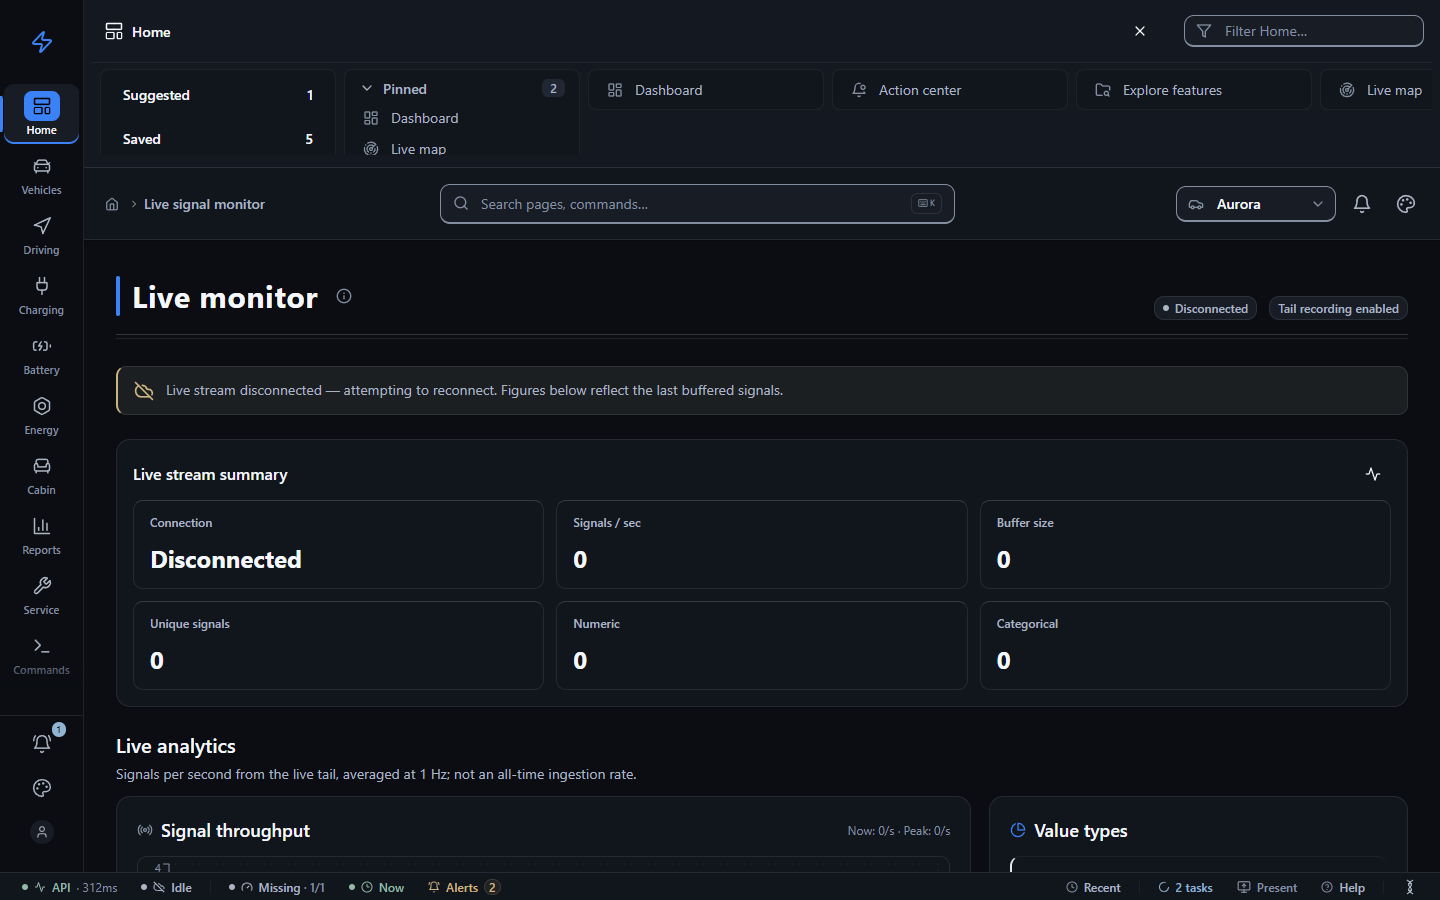 Home
Filter Home...
Suggested 1
Saved 5
Pinned 2
Dashboard
Live map
Dashboard
Action center
Explore features
Live map
Home
Vehicles
Driving
Charging
Battery
Energy
Cabin
Reports
Service
Commands
1
Live signal monitor
Search pages, commands...
K
Aurora
Live monitor
Disconnected
Tail recording enabled
Live stream disconnected — attempting to reconnect. Figures below reflect the last buffered signals.
Live stream summary
Connection
Disconnected
Signals / sec
0
Buffer size
0
Unique signals
0
Numeric
0
Categorical
0
Live analytics
Signals per second from the live tail, averaged at 1 Hz; not an all-time ingestion rate.
Signal throughput
Now: 0/s · Peak: 0/s
4
Value types
API · 312ms
Idle
Missing · 1/1
Now
Alerts 2
Recent
2 tasks
Present
Help